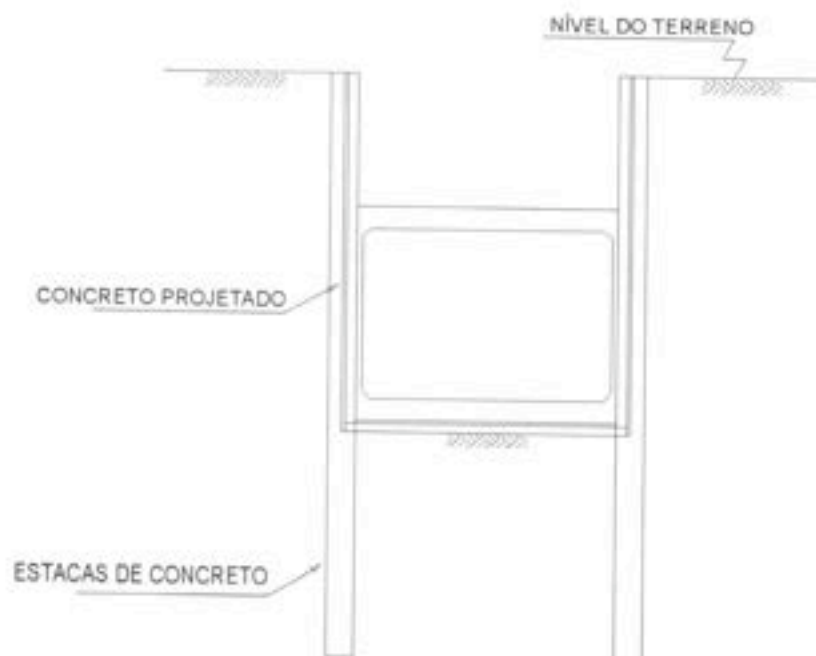 NÍVEL DO TERRENO
CONCRETO PROJETADO
ESTACAS DE CONCRETO